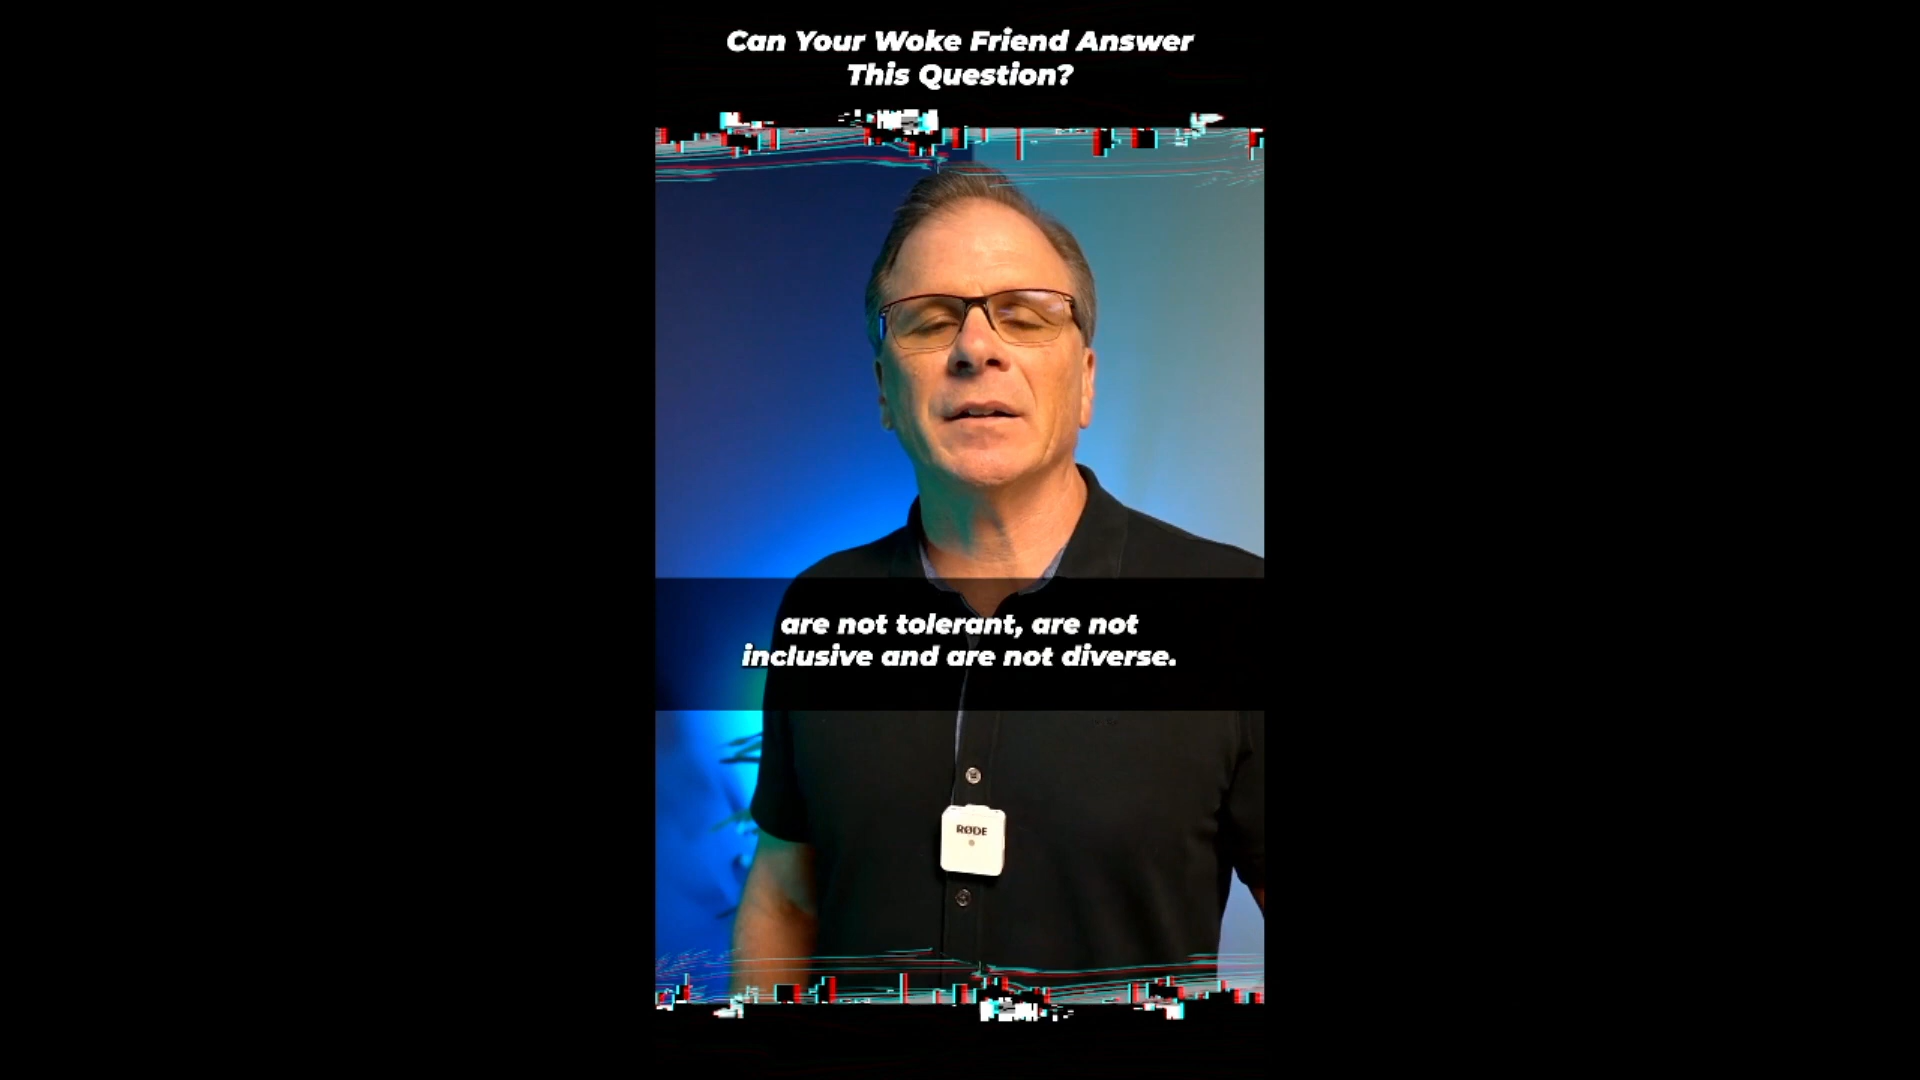 Can Your Woke Friend Answer
This Question?
are not tolerant, are not
inclusive and are not diverse.
RØDE